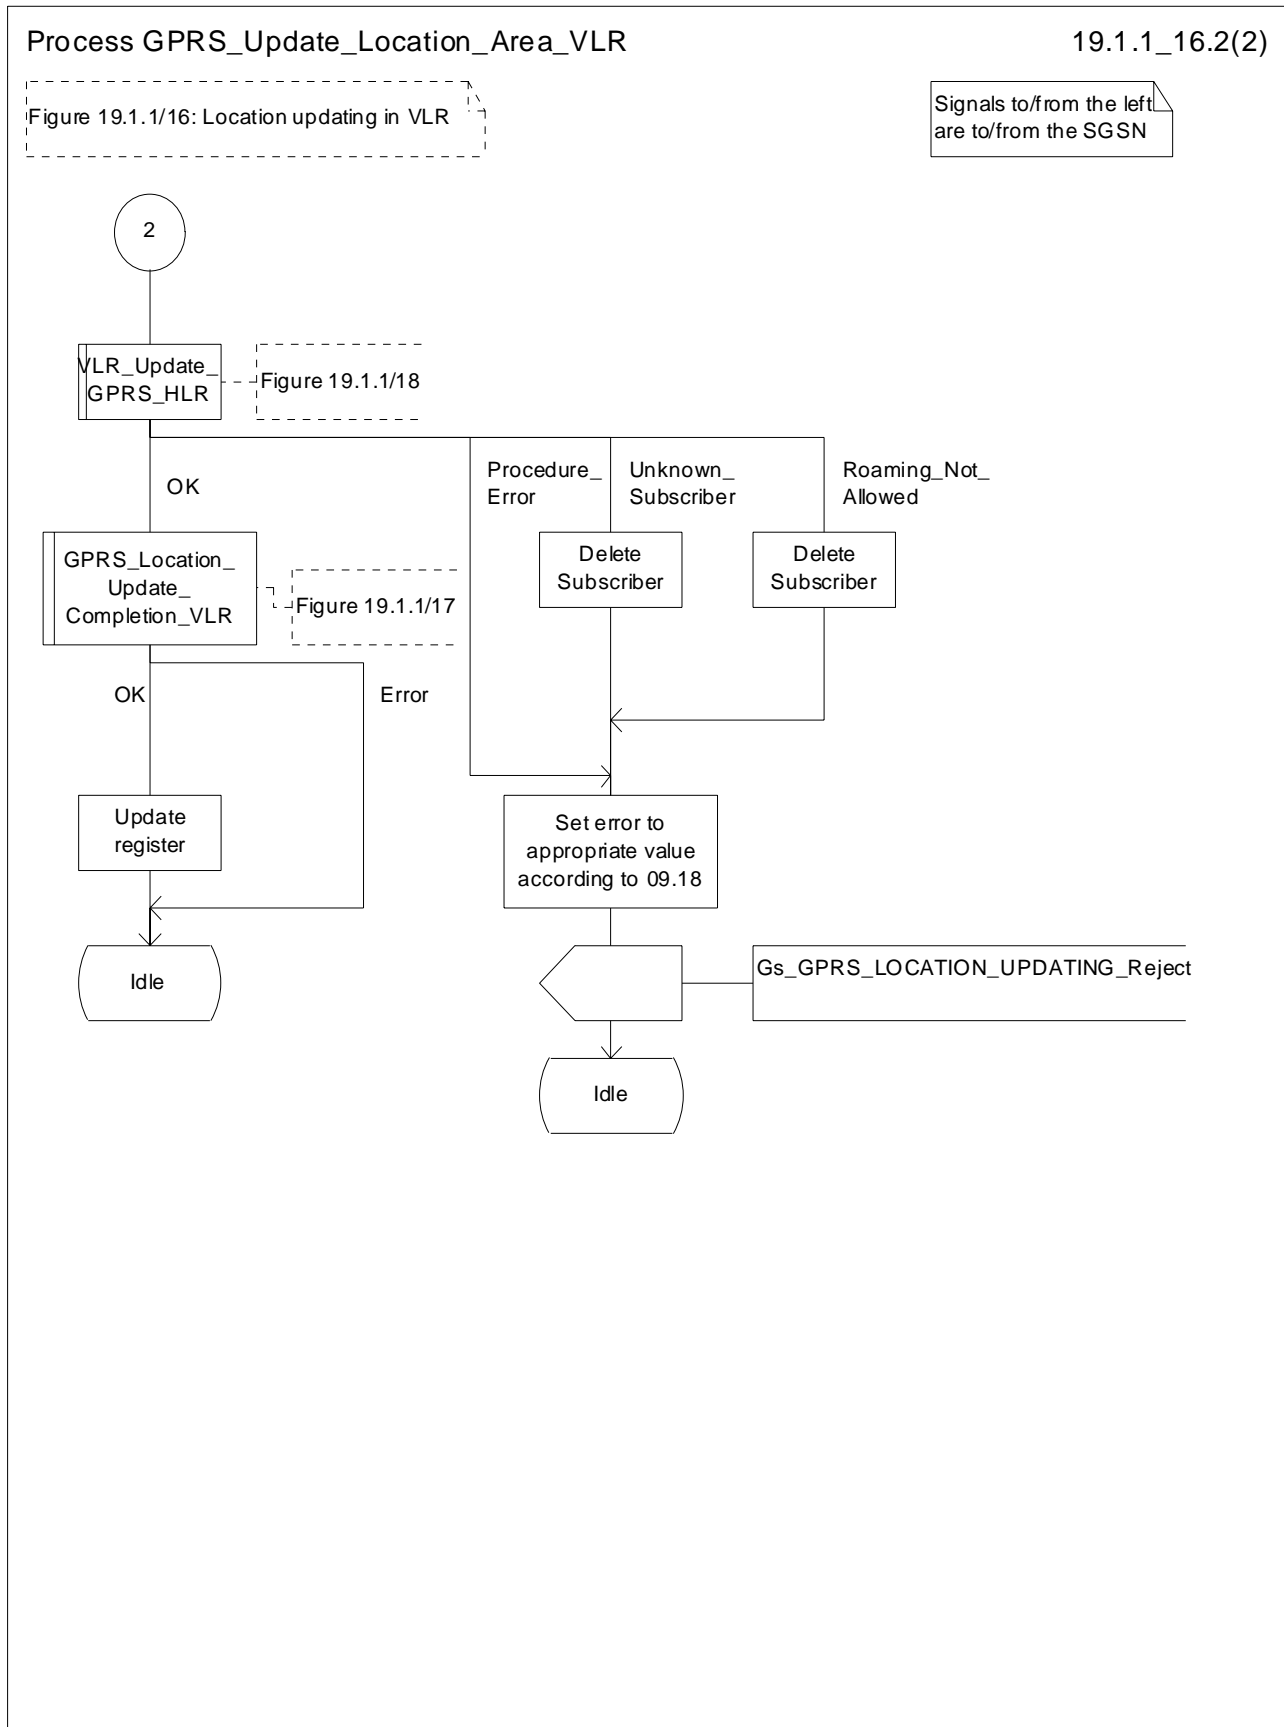 Process GPRS_Update_Location_Area_VLR
19.1.1_16.2(2)
Figure 19.1.1/16: Location updating in VLR
Signals to/from the left
are to/from the SGSN
2
VLR_Update_
GPRS_HLR
Figure 19.1.1/18
OK
Procedure_
Error
Unknown_
Subscriber
Roaming_Not_
Allowed
GPRS_Location_
Update_
Completion_VLR
Figure 19.1.1/17
Delete
Subscriber
Delete
Subscriber
OK
Error
Update
register
Set error to
appropriate value
according to 09.18
Idle
Gs_GPRS_LOCATION_UPDATING_Reject
Idle